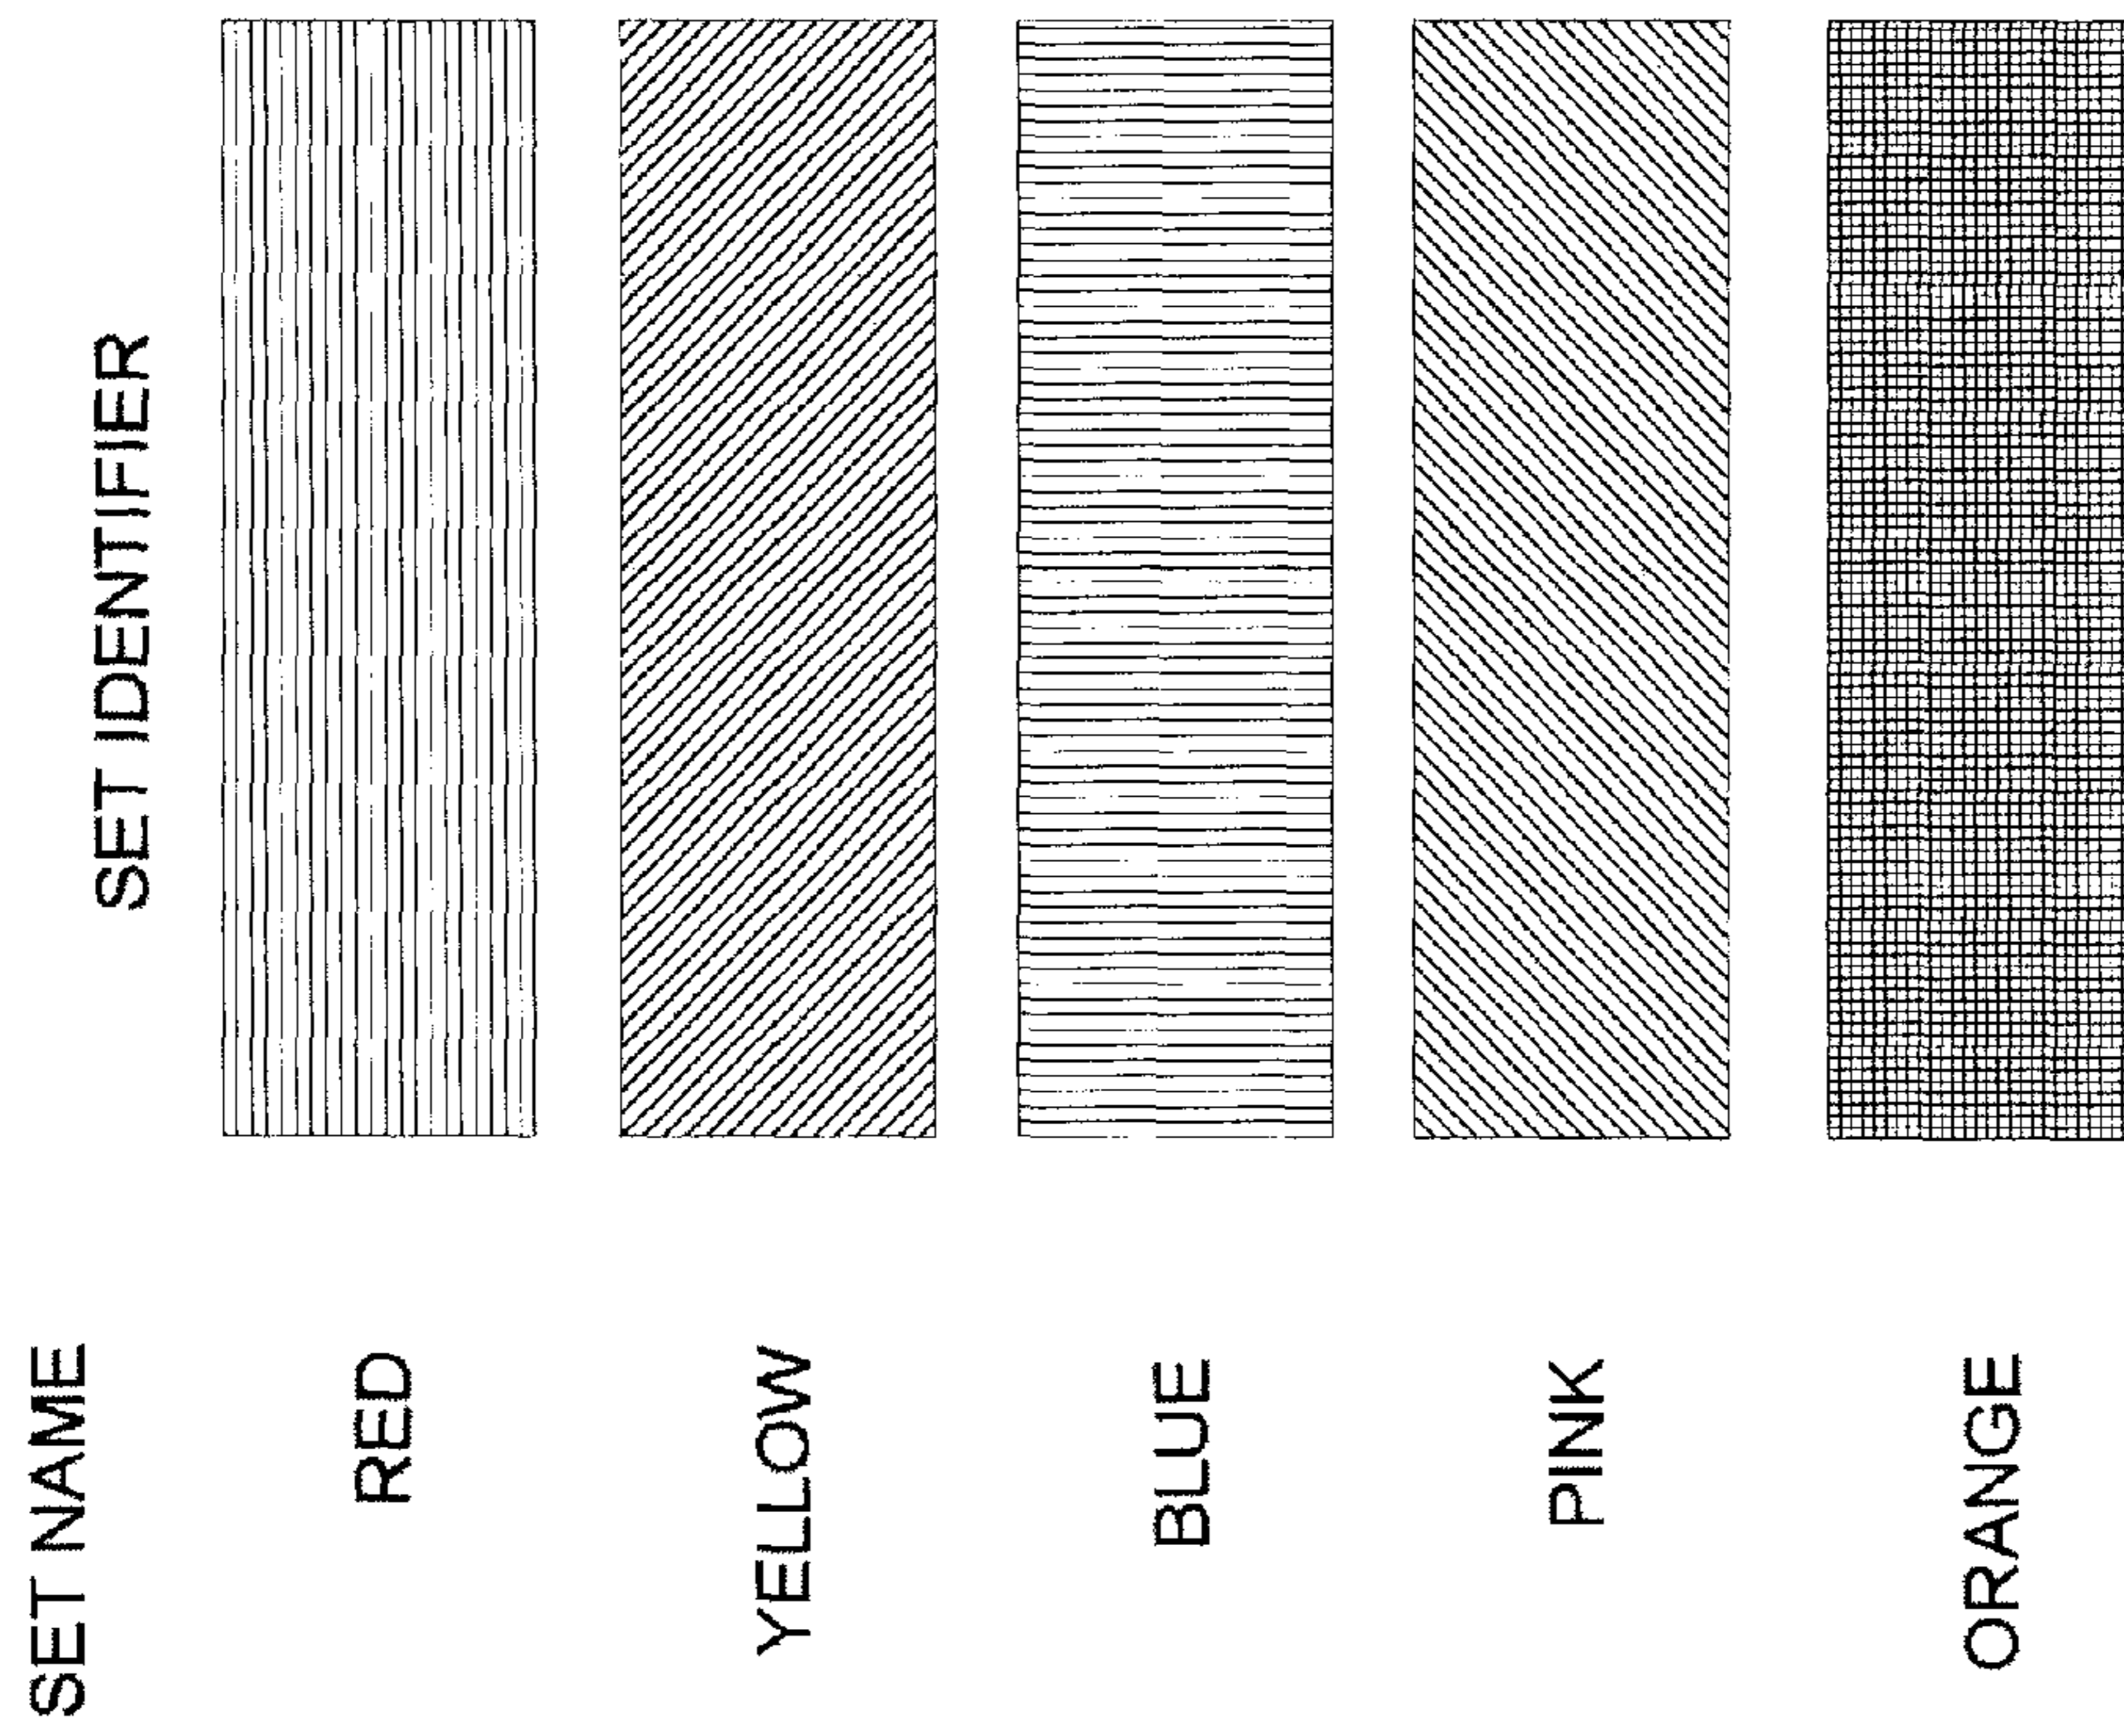 SET NAME
SET IDENTIFIER
RED
YELLOW
BLUE
PINK
ORANGE